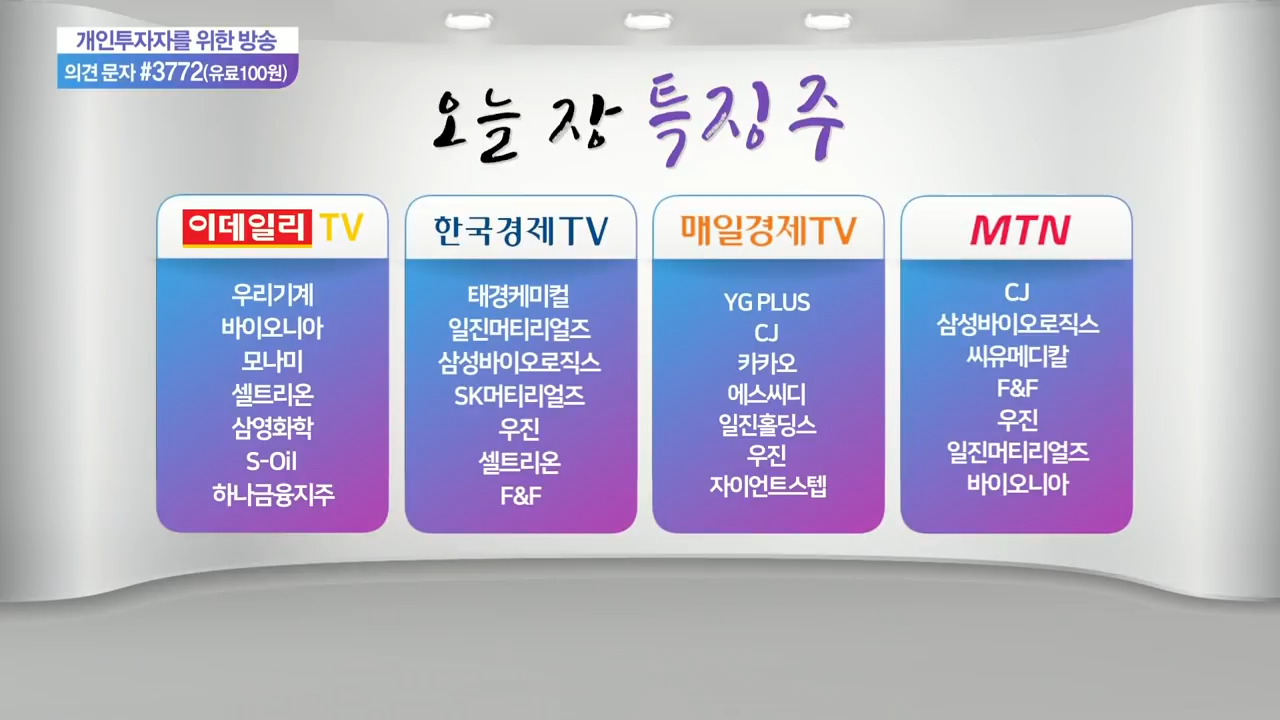 개인투자자를 위한 방송
의견 문자 #3772(유료100원)
오늘 장 특징주
이데일리 TV
우리기계
바이오니아
모나미
셀트리온
삼영화학
S-Oil
하나금융지주
한국경제TV
태경케미컬
일진머티리얼즈
삼성바이오로직스
SK머티리얼즈
우진
셀트리온
F&F
매일경제TV
YG PLUS
CJ
카카오
에스씨디
일진홀딩스
우진
자이언트스텝
MTN
CJ
삼성바이오로직스
씨유메디칼
F&F
우진
일진머티리얼즈
바이오니아